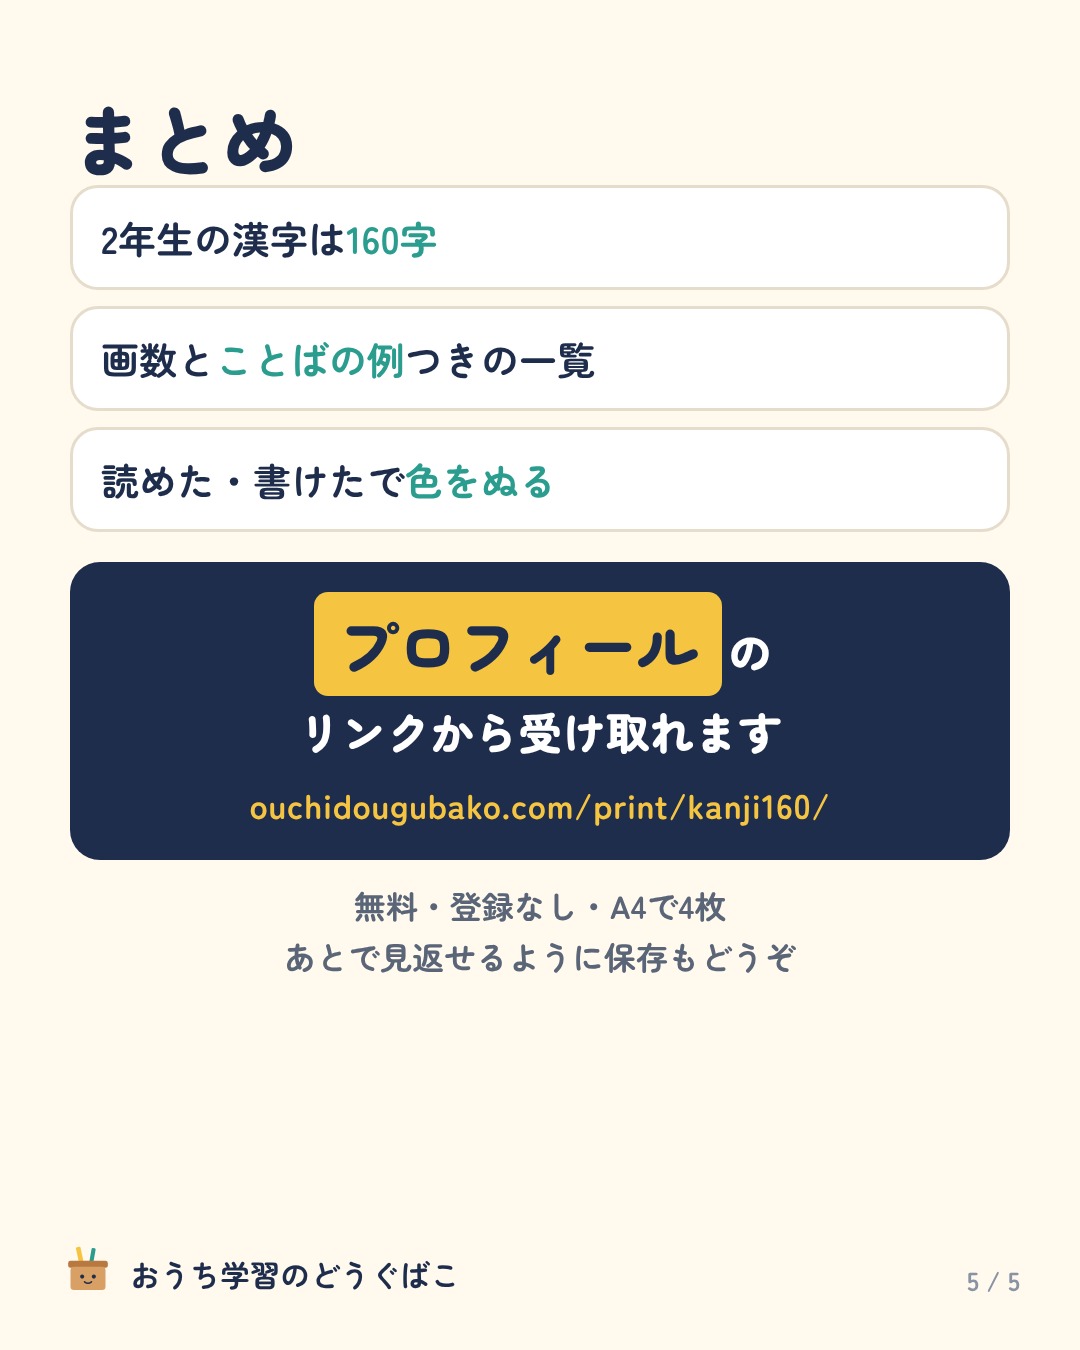 まとめ
2年生の漢字は160字
画数とことばの例つきの一覧
読めた・書けたで色をぬる
プロフィールの
リンクから受け取れます
ouchidougubako.com/print/kanji160/
無料・登録なし・A4で4枚
あとで見返せるように保存もどうぞ
おうち学習のどうぐばこ
5 / 5